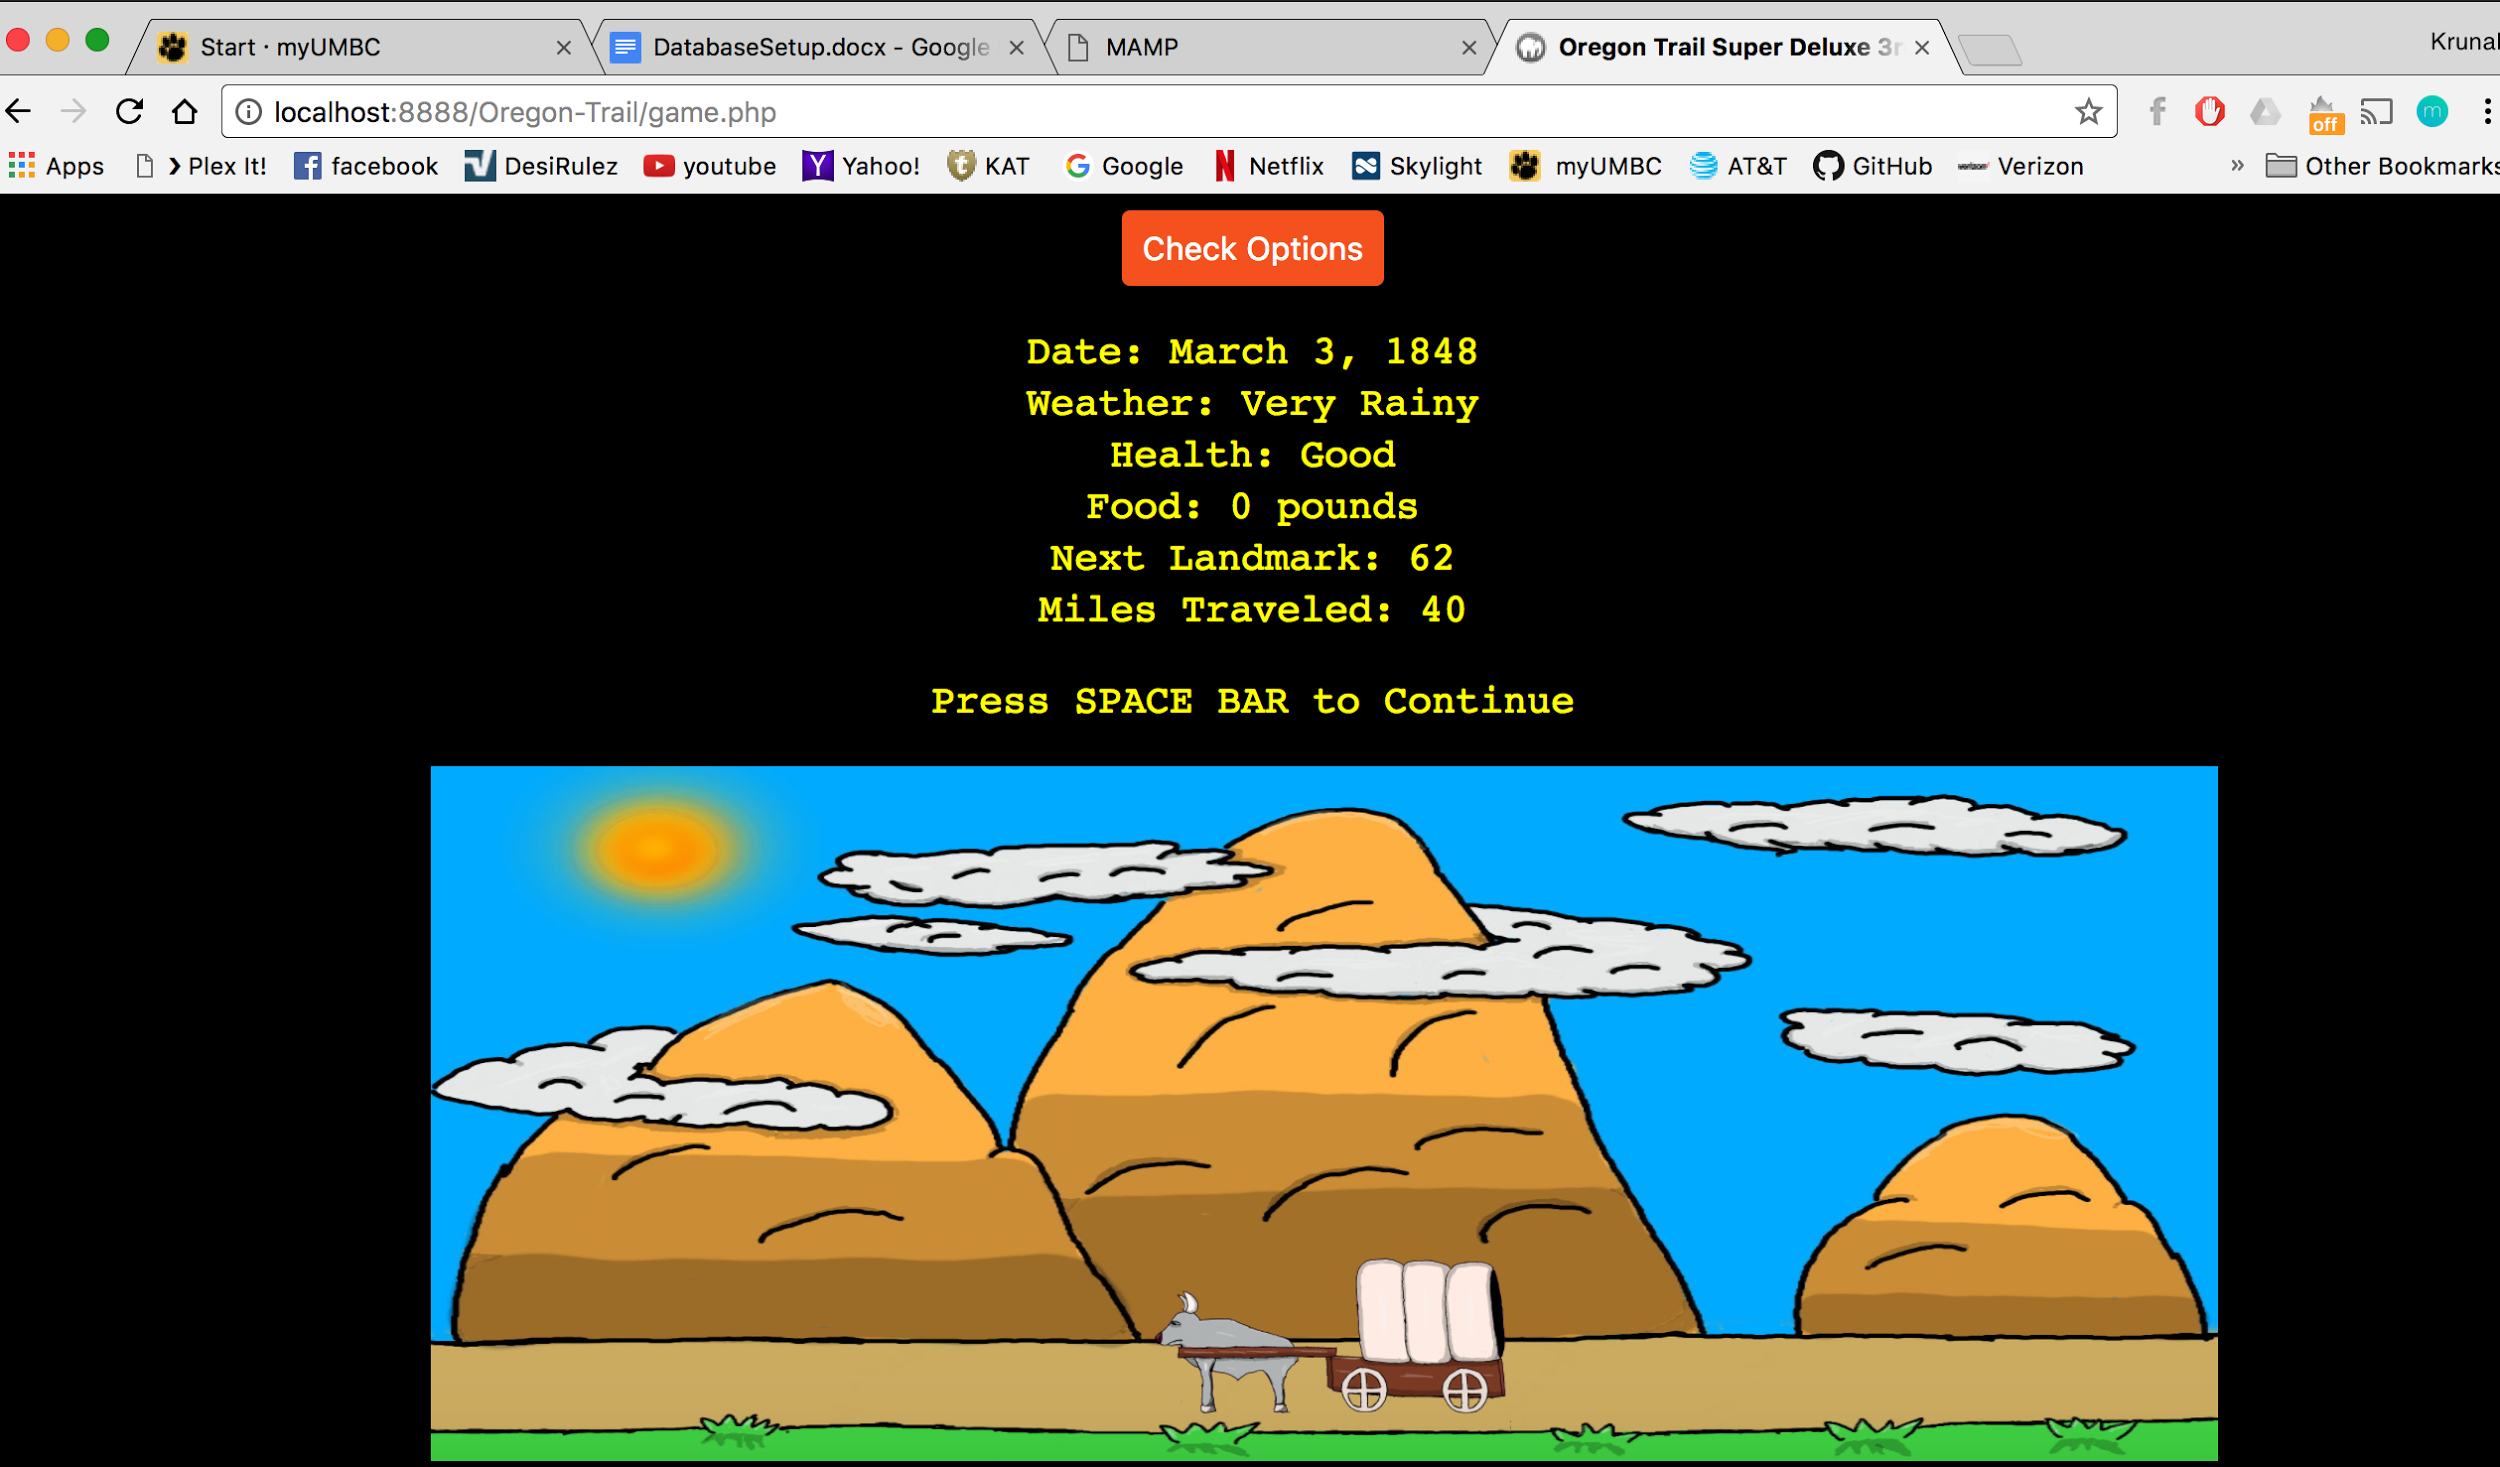 Start · myUMBC
DatabaseSetup.docx - Google
MAMP
Oregon Trail Super Deluxe 3r
Krunal
localhost:8888/Oregon-Trail/game.php
off
m
Apps
❯ Plex It!
facebook
DesiRulez
youtube
Yahoo!
KAT
Google
Netflix
Skylight
myUMBC
AT&T
GitHub
Verizon
» Other Bookmarks
Check Options
Date: March 3, 1848
Weather: Very Rainy
Health: Good
Food: 0 pounds
Next Landmark: 62
Miles Traveled: 40
Press SPACE BAR to Continue